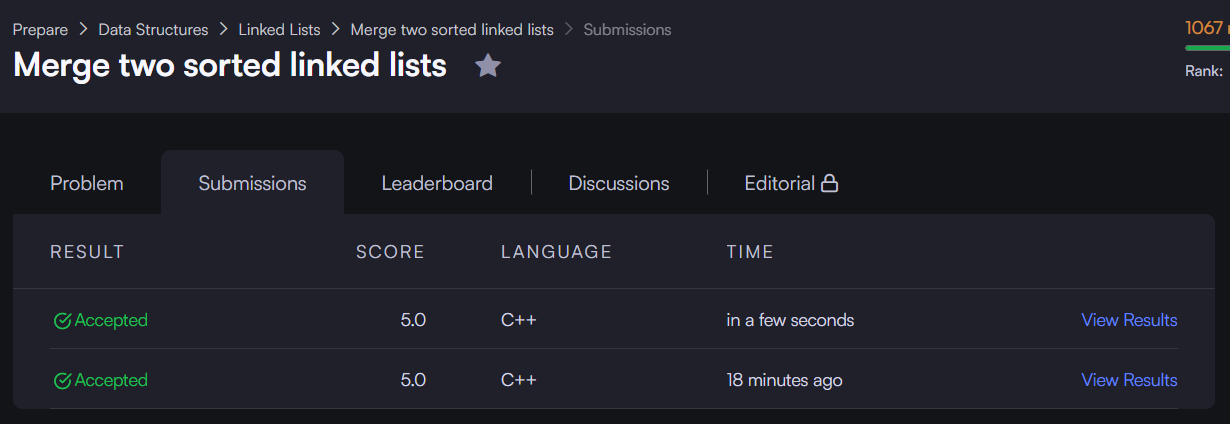 Prepare > Data Structures > Linked Lists > Merge two sorted linked lists > Submissions
1067
Merge two sorted linked lists
Rank:
Problem Submissions Leaderboard Discussions Editorial
RESULT SCORE LANGUAGE TIME
Accepted 5.0 C++ in a few seconds View Results
Accepted 5.0 C++ 18 minutes ago View Results